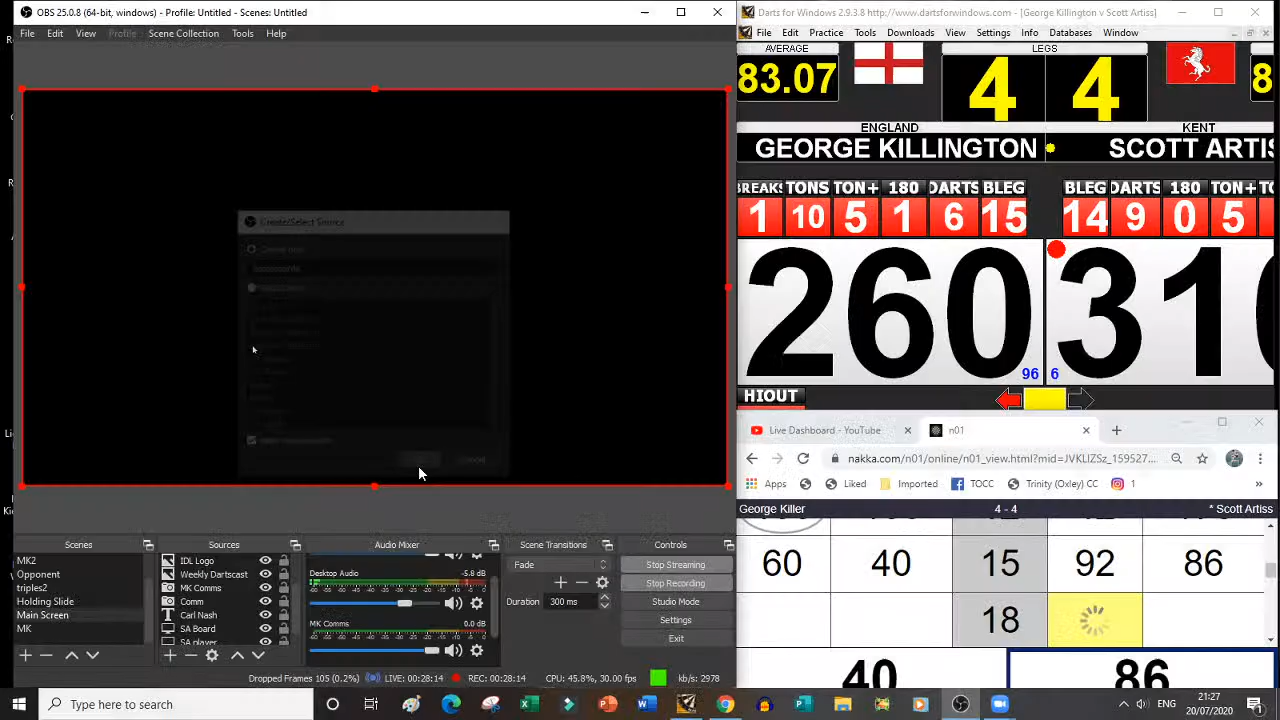 OBS 25.0.8 (64-bit, windows) - Profile: Untitled - Scenes: Untitled
File Edit View Profile Scene Collection Tools Help
Create/Select Source
Scenes
MK2
Opponent
triples2
Holding Slide
Main Screen
MK
Sources
IDL Logo
Weekly Dartscast
MK Comms
Comm
Carl Nash
SA Board
SA player
Audio Mixer
Desktop Audio -5.8 dB
MK Comms 0.0 dB
Scene Transitions
Fade
Duration 300 ms
Controls
Stop Streaming
Stop Recording
Studio Mode
Settings
Exit
Dropped Frames 105 (0.2%) LIVE: 00:28:14 REC: 00:28:14 CPU: 45.8%, 30.00 fps kb/s: 2978
Darts for Windows 2.9.3.8 http://www.dartsforwindows.com - [George Killington v Scott Artiss]
File Edit Practice Tools Downloads View Settings Info Databases Window
AVERAGE LEGS
83.07 4 4 8
ENGLAND KENT
GEORGE KILLINGTON SCOTT ARTIS
BREAKS TONS TON+ 180 DARTS BLEG BLEG DARTS 180 TON+
1 10 5 1 6 15 14 9 0 5
260 310
96 6
HIOUT
Live Dashboard - YouTube n01
nakka.com/n01/online/n01_view.html?mid=JVKLIZSz_159527...
Apps Liked Imported TOCC Trinity (Oxley) CC 1 »
George Killer 4 - 4 * Scott Artiss
60 40 15 92 86
18
40 86
Type here to search
ENG
21:27
20/07/2020